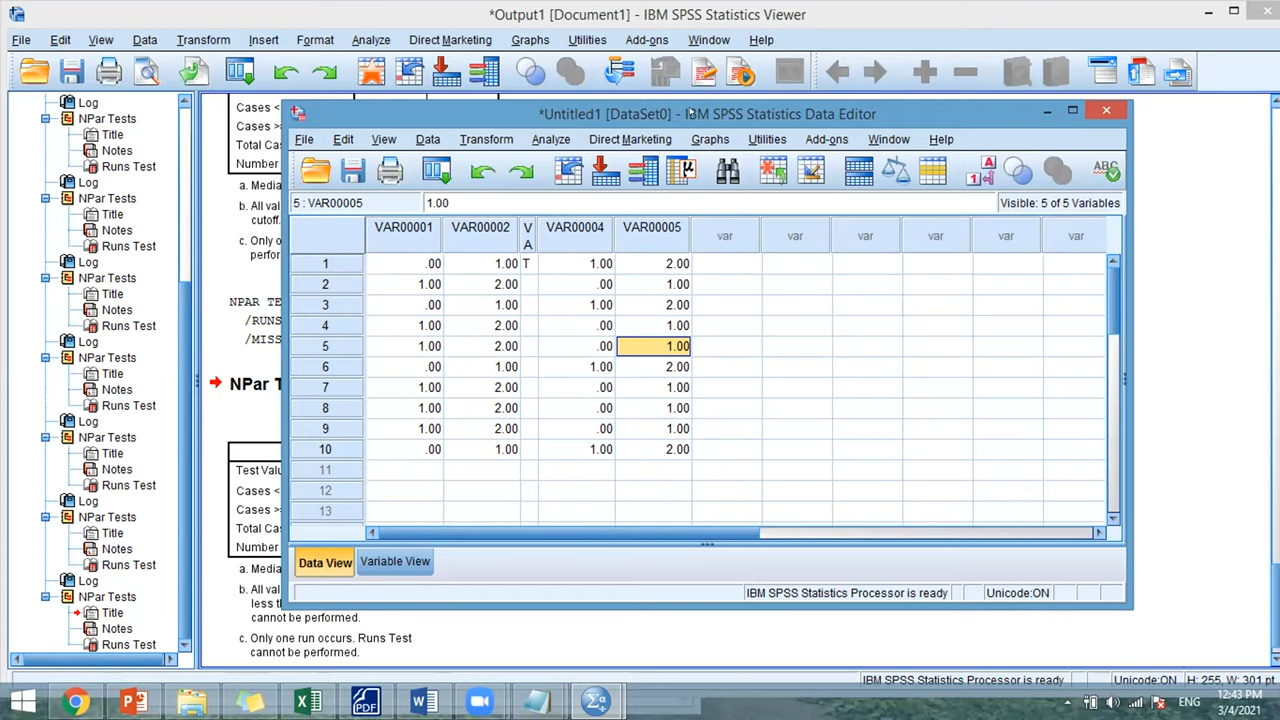 *Output1 [Document1] - IBM SPSS Statistics Viewer
File Edit View Data Transform Insert Format Analyze Direct Marketing Graphs Utilities Add-ons Window Help
Log
NPar Tests
Title
Notes
Runs Test
Log
NPar Tests
Title
Notes
Runs Test
Log
NPar Tests
Title
Notes
Runs Test
Log
NPar Tests
Title
Notes
Runs Test
Log
NPar Tests
Title
Notes
Runs Test
Log
NPar Tests
Title
Notes
Runs Test
Log
NPar Tests
Title
Notes
Runs Test
Cases <
Cases >
Total Cas
Number
a. Media
b. All val
cutoff.
c. Only o
perfor
NPAR TE
/RUNS
/MISS
NPar T
Test Value
Cases <
Cases >
Total Cas
Number
a. Media
b. All val
less th
cannot be performed.
c. Only one run occurs. Runs Test
cannot be performed.
*Untitled1 [DataSet0] - IBM SPSS Statistics Data Editor
File Edit View Data Transform Analyze Direct Marketing Graphs Utilities Add-ons Window Help
5 : VAR00005 1.00 Visible: 5 of 5 Variables
VAR00001 VAR00002 V A VAR00004 VAR00005 var var var var var var
1 .00 1.00 T 1.00 2.00
2 1.00 2.00 .00 1.00
3 .00 1.00 1.00 2.00
4 1.00 2.00 .00 1.00
5 1.00 2.00 .00 1.00
6 .00 1.00 1.00 2.00
7 1.00 2.00 .00 1.00
8 1.00 2.00 .00 1.00
9 1.00 2.00 .00 1.00
10 .00 1.00 1.00 2.00
11
12
13
Data View Variable View
IBM SPSS Statistics Processor is ready Unicode:ON
IBM SPSS Statistics Processor is ready Unicode:ON H: 255, W: 301 pt
ENG 12:43 PM
3/4/2021